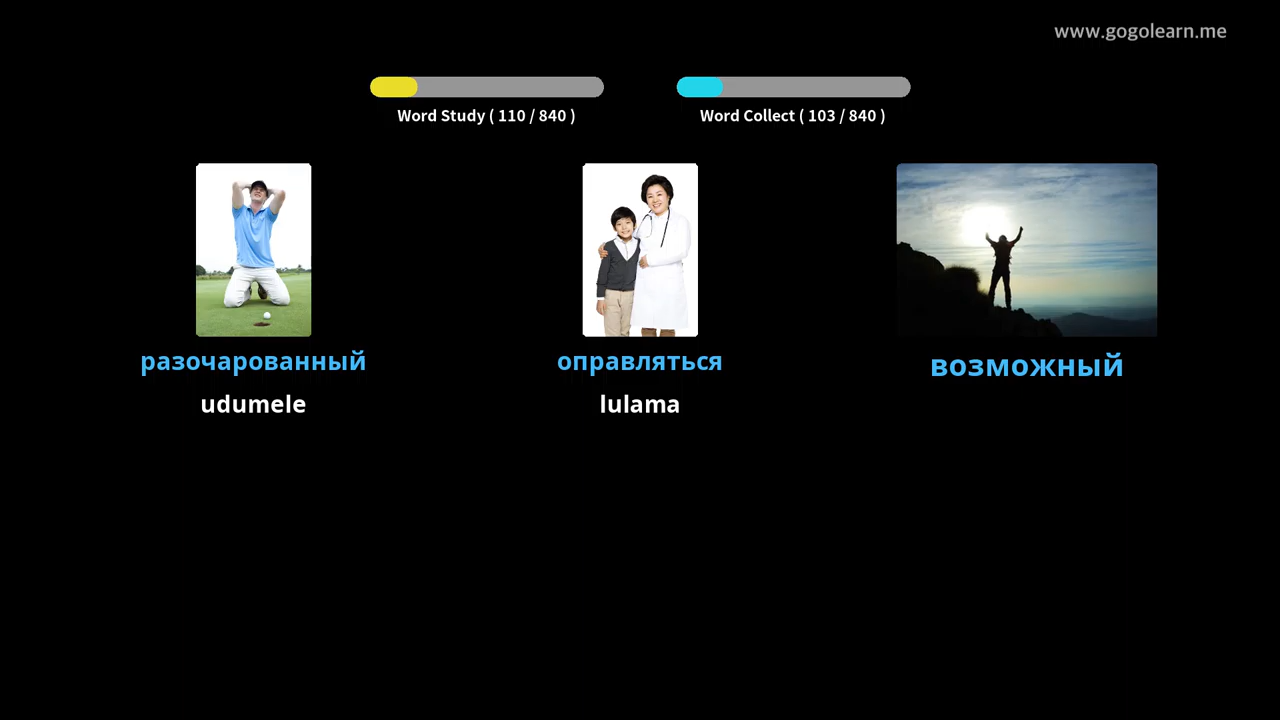 www.gogolearn.me
Word Study ( 110 / 840 )
Word Collect ( 103 / 840 )
разочарованный
udumele
оправляться
lulama
возможный